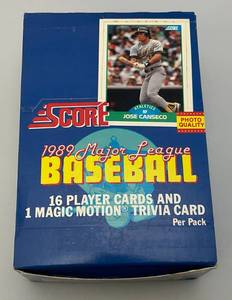 SCORE
ATHLETICS
JOSE CANSECO
PHOTO
QUALITY
SCORE
1989 Major League
BASEBALL
16 PLAYER CARDS AND
1 MAGIC MOTION® TRIVIA CARD
Per Pack